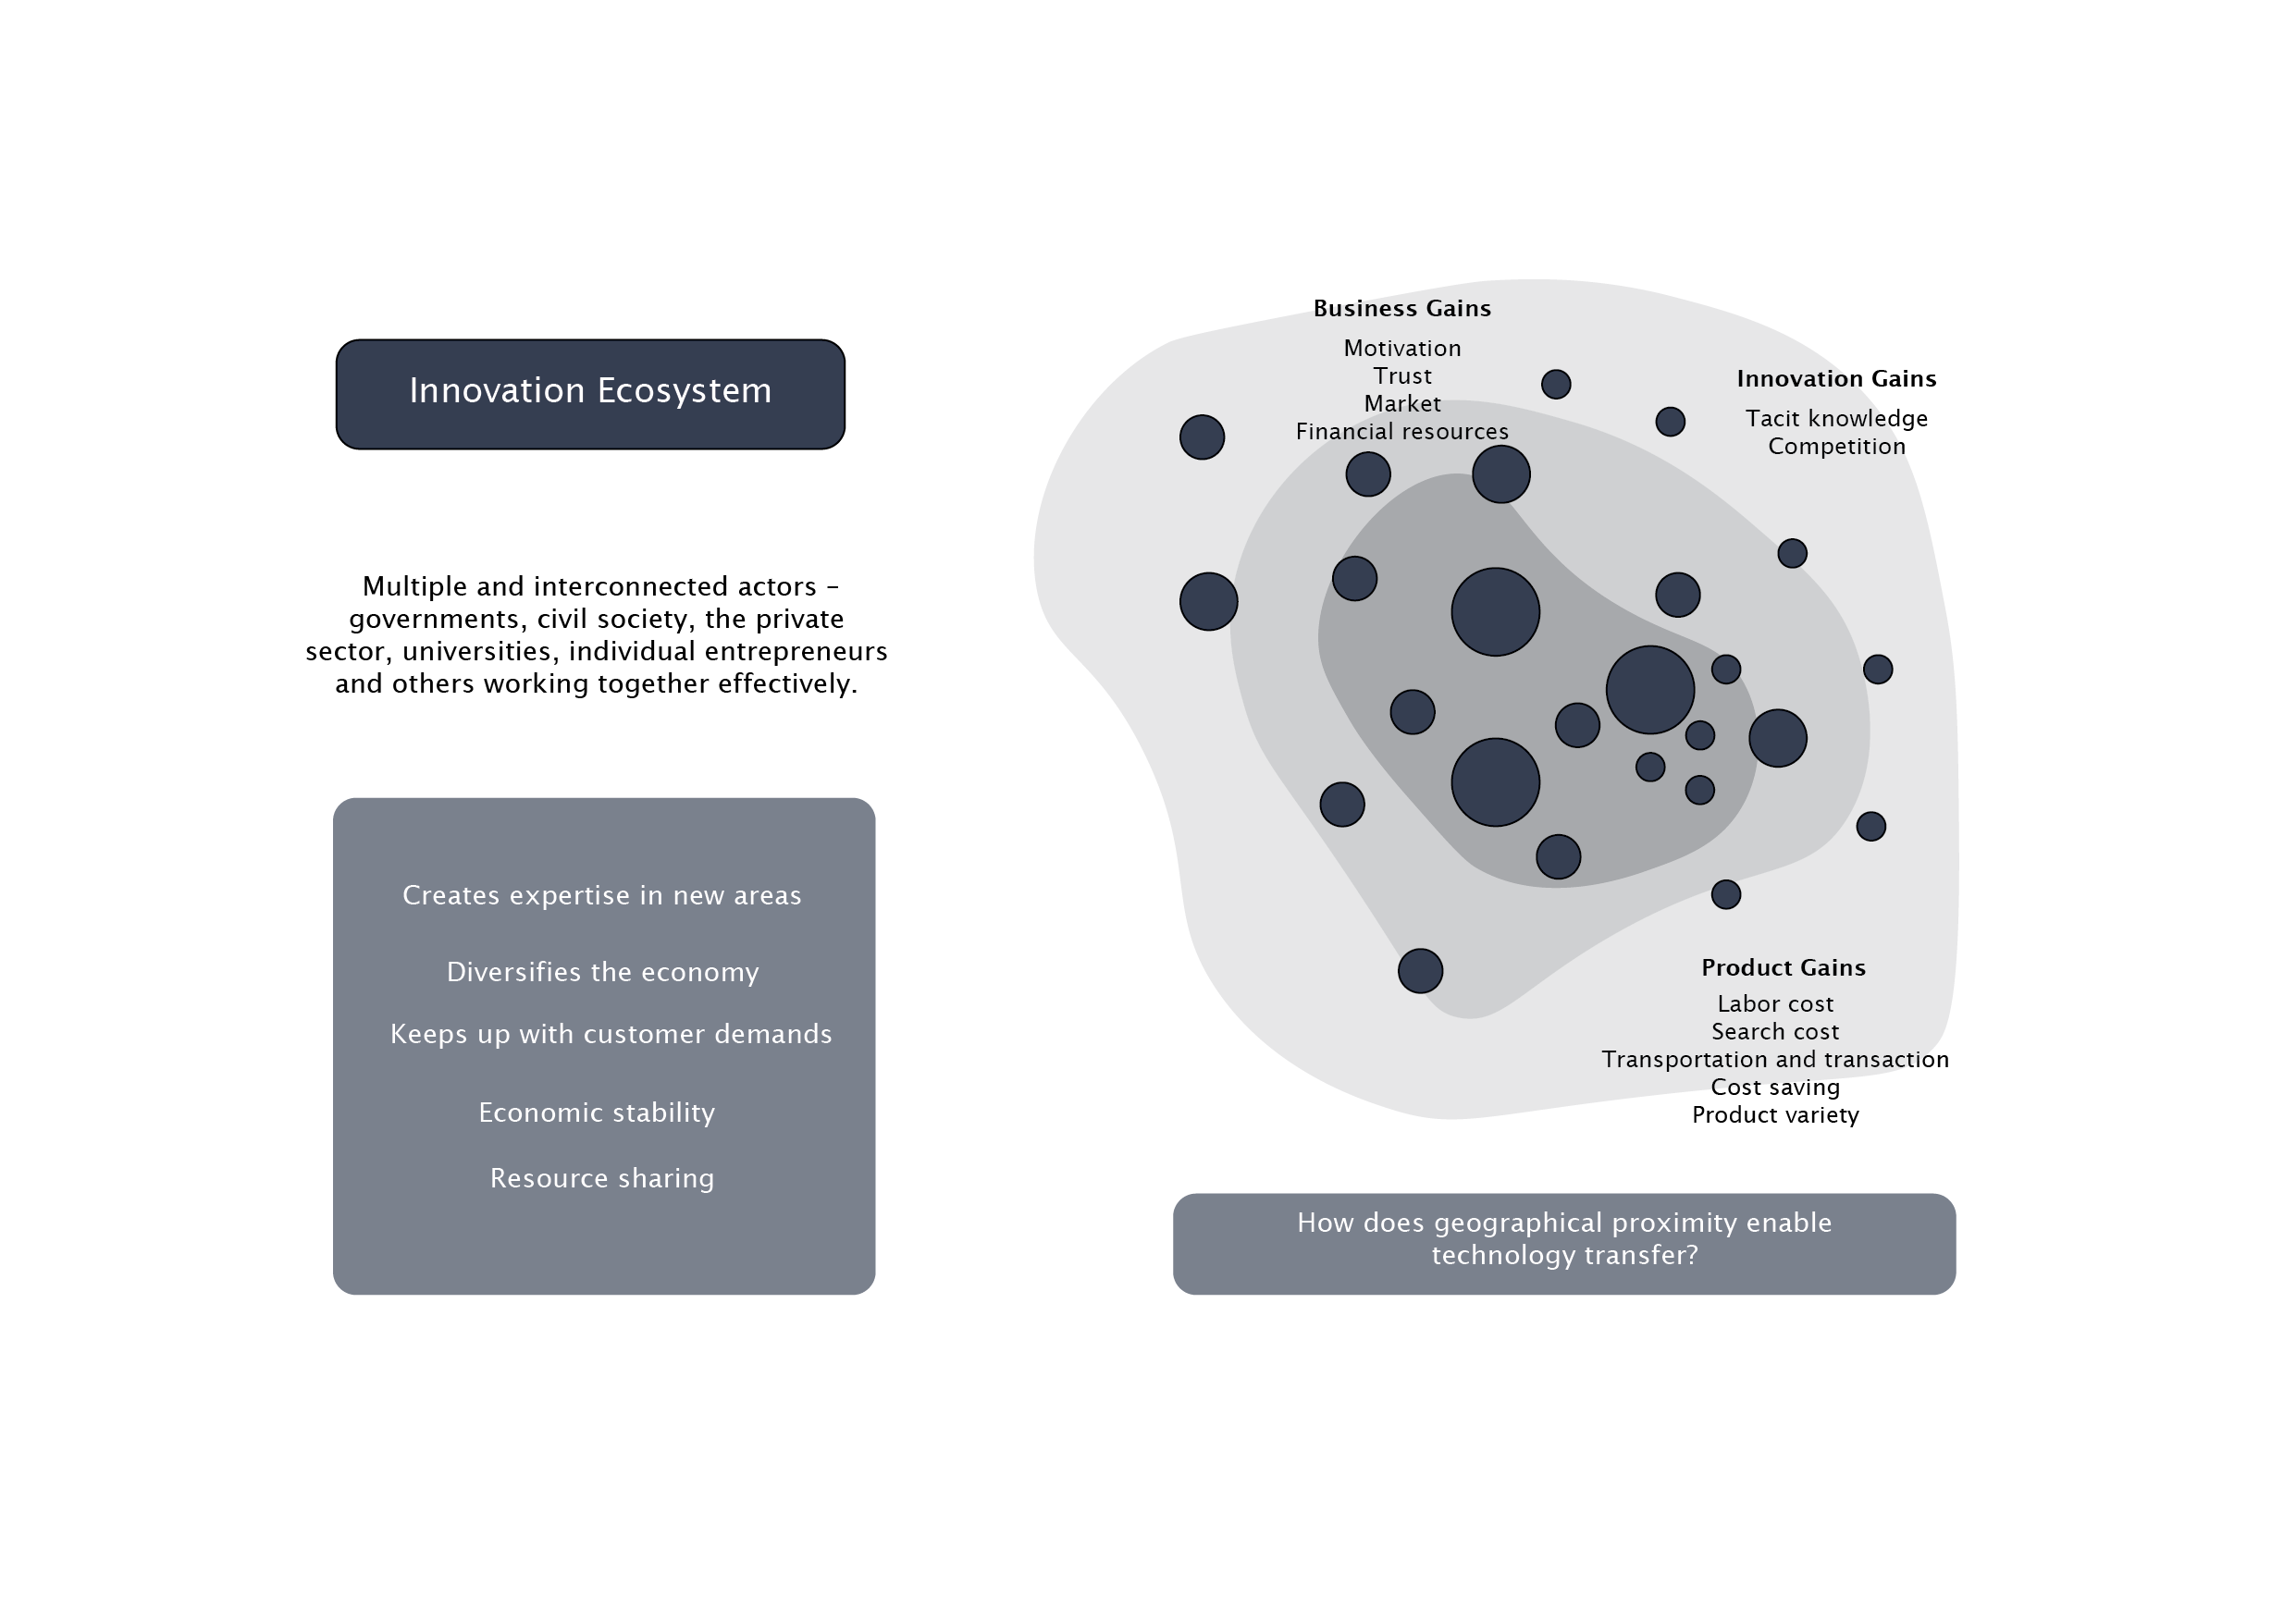 Innovation Ecosystem
Multiple and interconnected actors –
governments, civil society, the private
sector, universities, individual entrepreneurs
and others working together effectively.
Creates expertise in new areas
Diversifies the economy
Keeps up with customer demands
Economic stability
Resource sharing
Business Gains
Motivation
Trust
Market
Financial resources
Innovation Gains
Tacit knowledge
Competition
Product Gains
Labor cost
Search cost
Transportation and transaction
Cost saving
Product variety
How does geographical proximity enable
technology transfer?